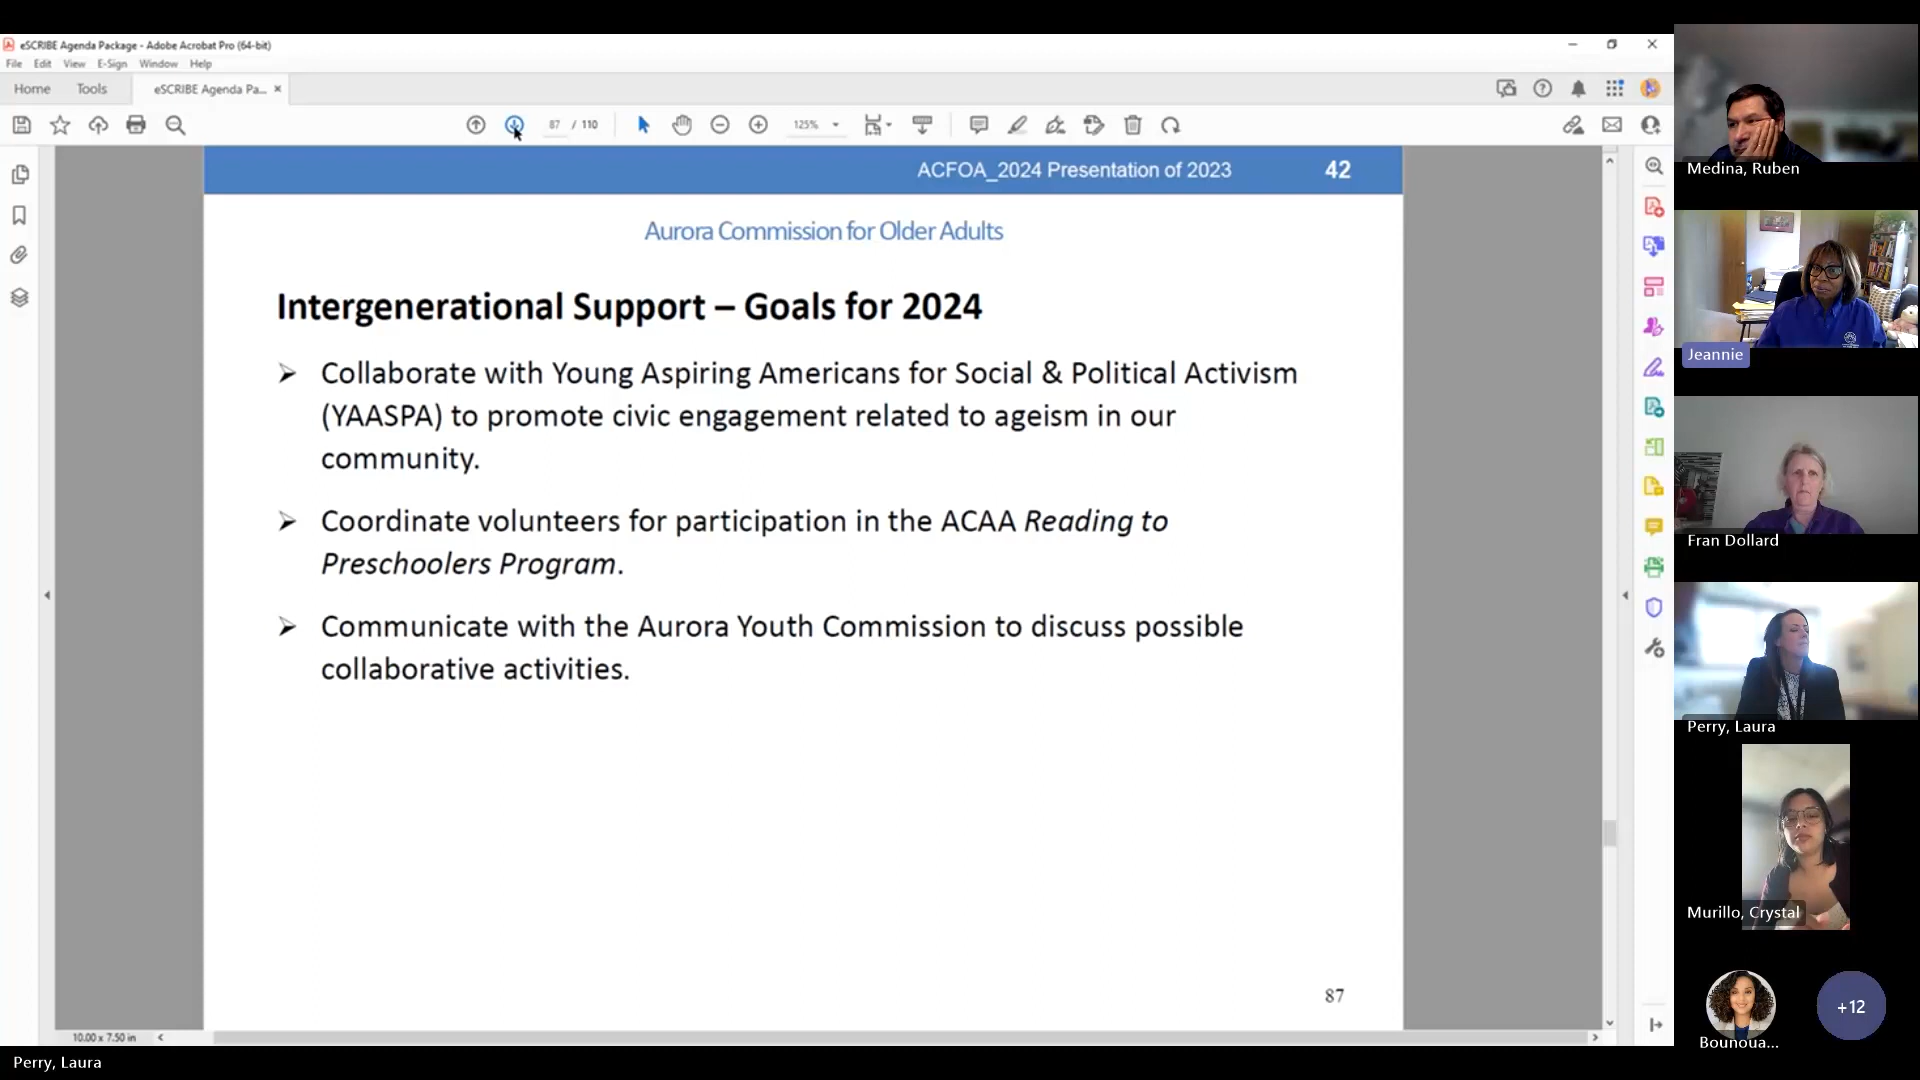 eSCRIBE Agenda Package - Adobe Acrobat Pro (64-bit)
File Edit View E-Sign Window Help
Home Tools eSCRIBE Agenda Pa... ×
87 / 110 125%
ACFOA_2024 Presentation of 2023 42
Aurora Commission for Older Adults
Intergenerational Support – Goals for 2024
➢ Collaborate with Young Aspiring Americans for Social & Political Activism
(YAASPA) to promote civic engagement related to ageism in our
community.
➢ Coordinate volunteers for participation in the ACAA Reading to
Preschoolers Program.
➢ Communicate with the Aurora Youth Commission to discuss possible
collaborative activities.
87
10.00 x 7.50 in
Perry, Laura
Medina, Ruben
Jeannie
Fran Dollard
Perry, Laura
Murillo, Crystal
Bounoua...
+12